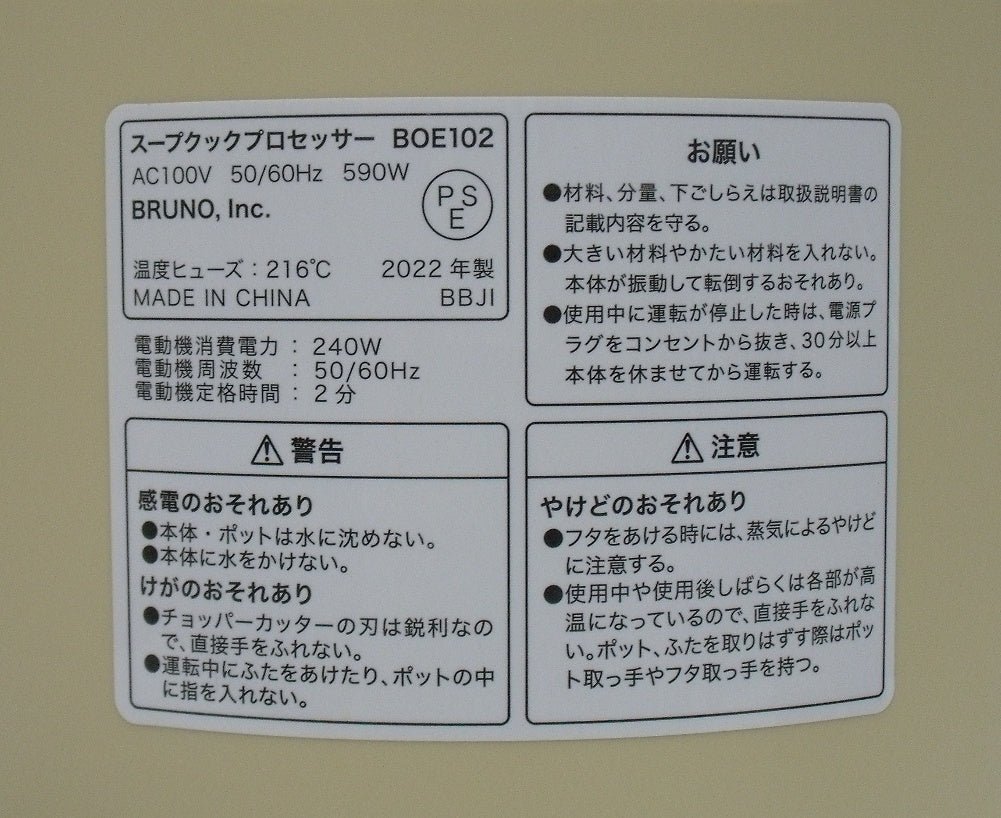 スープクックプロセッサー BOE102
AC100V 50/60Hz 590W
BRUNO, Inc.
PSE
温度ヒューズ：216℃ 2022年製
MADE IN CHINA BBJI
電動機消費電力 ： 240W
電動機周波数 ： 50/60Hz
電動機定格時間 ： 2分
⚠警告
感電のおそれあり
●本体・ポットは水に沈めない。
●本体に水をかけない。
けがのおそれあり
●チョッパーカッターの刃は鋭利なの
で、直接手をふれない。
●運転中にふたをあけたり、ポットの中
に指を入れない。
お願い
●材料、分量、下ごしらえは取扱説明書の
記載内容を守る。
●大きい材料やかたい材料を入れない。
本体が振動して転倒するおそれあり。
●使用中に運転が停止した時は、電源プ
ラグをコンセントから抜き、30分以上
本体を休ませてから運転する。
⚠注意
やけどのおそれあり
●フタをあける時には、蒸気によるやけど
に注意する。
●使用中や使用後しばらくは各部が高
温になっているので、直接手をふれな
い。ポット、ふたを取りはずす際はポッ
ト取っ手やフタ取っ手を持つ。